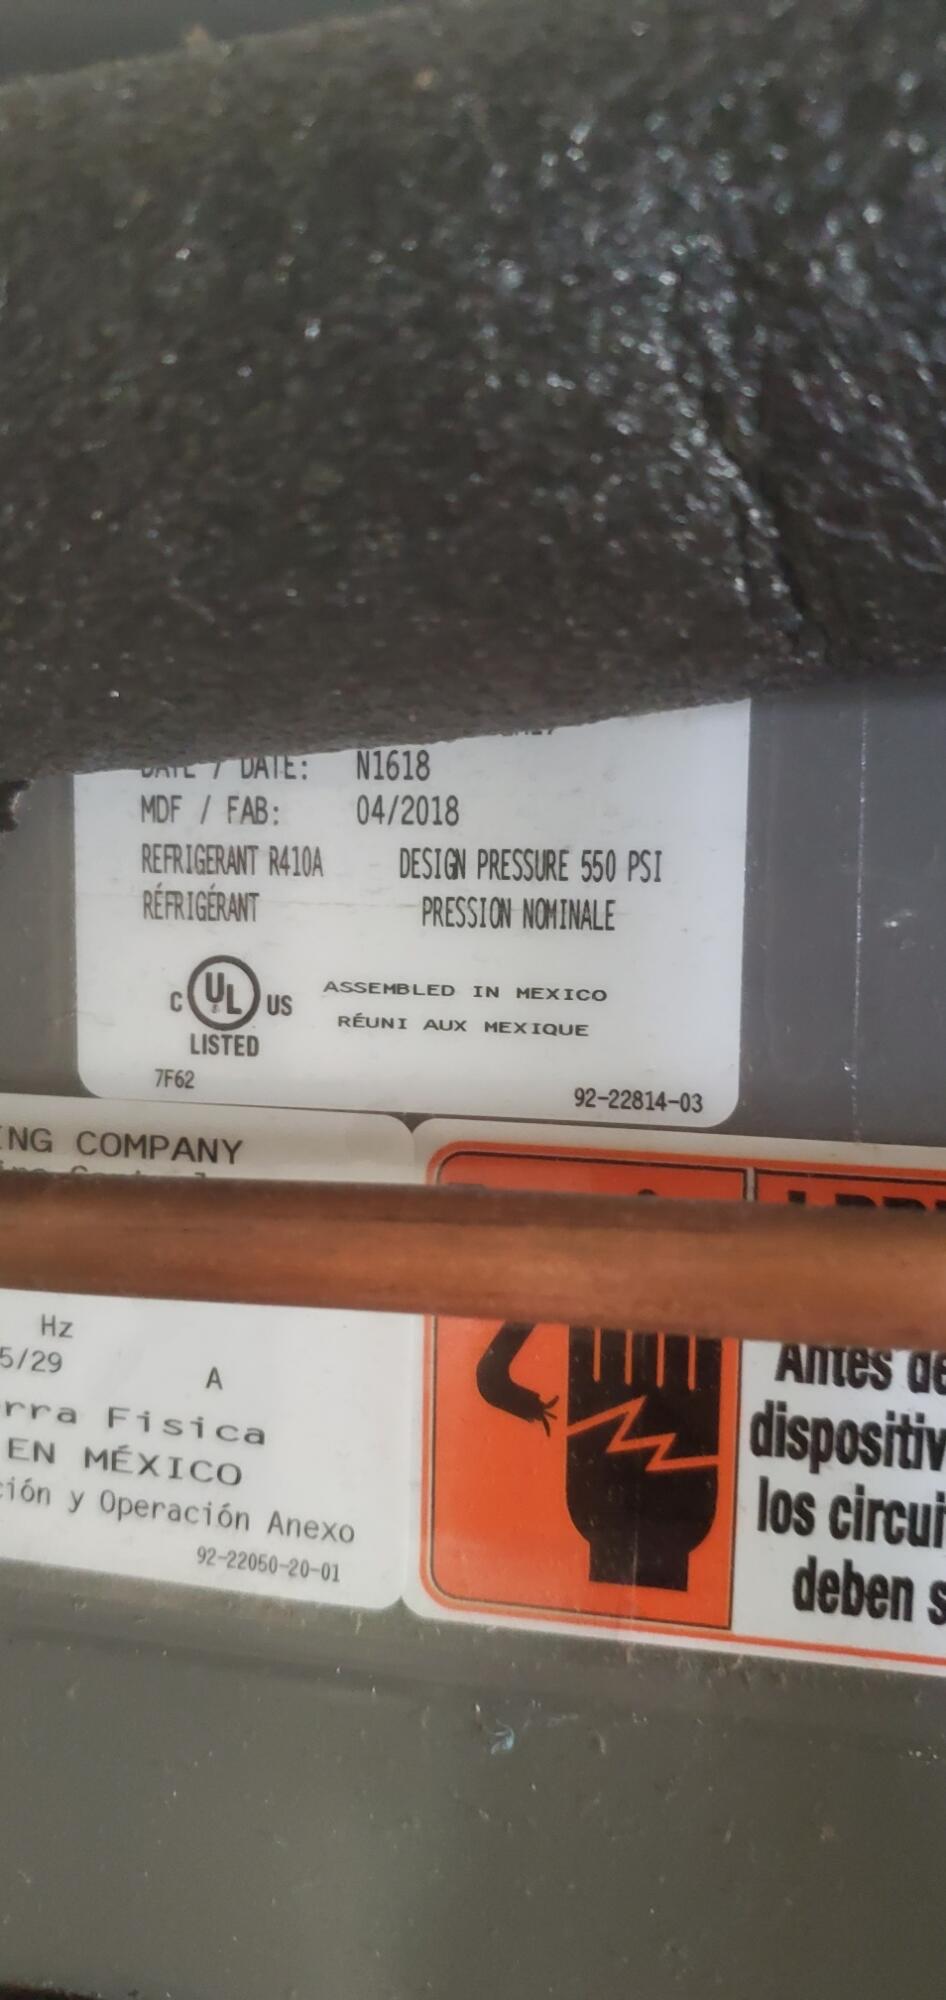 DATE / DATE: N1618
MDF / FAB: 04/2018
REFRIGERANT R410A DESIGN PRESSURE 550 PSI
RÉFRIGÉRANT PRESSION NOMINALE
C UL US
LISTED
ASSEMBLED IN MEXICO
RÉUNI AUX MEXIQUE
7F62
92-22814-03
ING COMPANY
Hz
5/29 A
rra Fisica
EN MÉXICO
ción y Operación Anexo
92-22050-20-01
Antes de
dispositiv
los circui
deben s